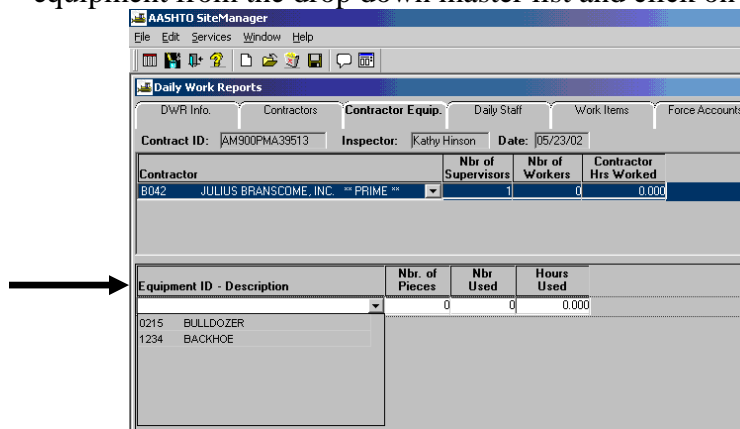 equipment from the drop down master list and click on
AASHTO SiteManager
File Edit Services Window Help
Daily Work Reports
DWR Info. Contractors Contractor Equip. Daily Staff Work Items Force Accounts
Contract ID: AM900PMA39513 Inspector: Kathy Hinson Date: 05/23/02
Contractor Nbr of Supervisors Nbr of Workers Contractor Hrs Worked
B042 JULIUS BRANSCOME, INC. ** PRIME ** 1 0 0.000
Equipment ID - Description Nbr. of Pieces Nbr Used Hours Used
0 0 0.000
0215 BULLDOZER
1234 BACKHOE